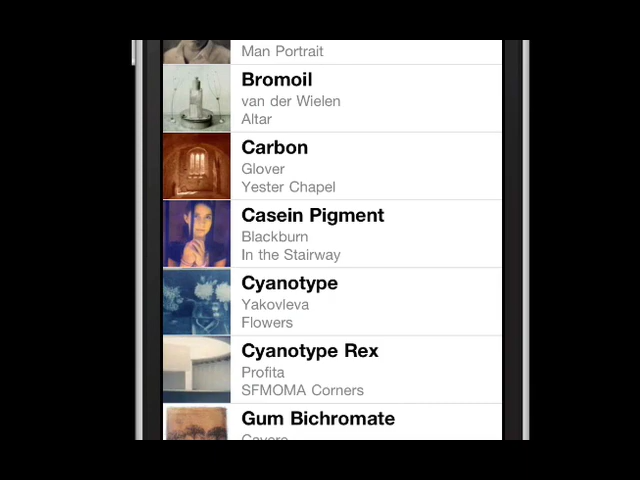 Man Portrait
Bromoil
van der Wielen
Altar
Carbon
Glover
Yester Chapel
Casein Pigment
Blackburn
In the Stairway
Cyanotype
Yakovleva
Flowers
Cyanotype Rex
Profita
SFMOMA Corners
Gum Bichromate